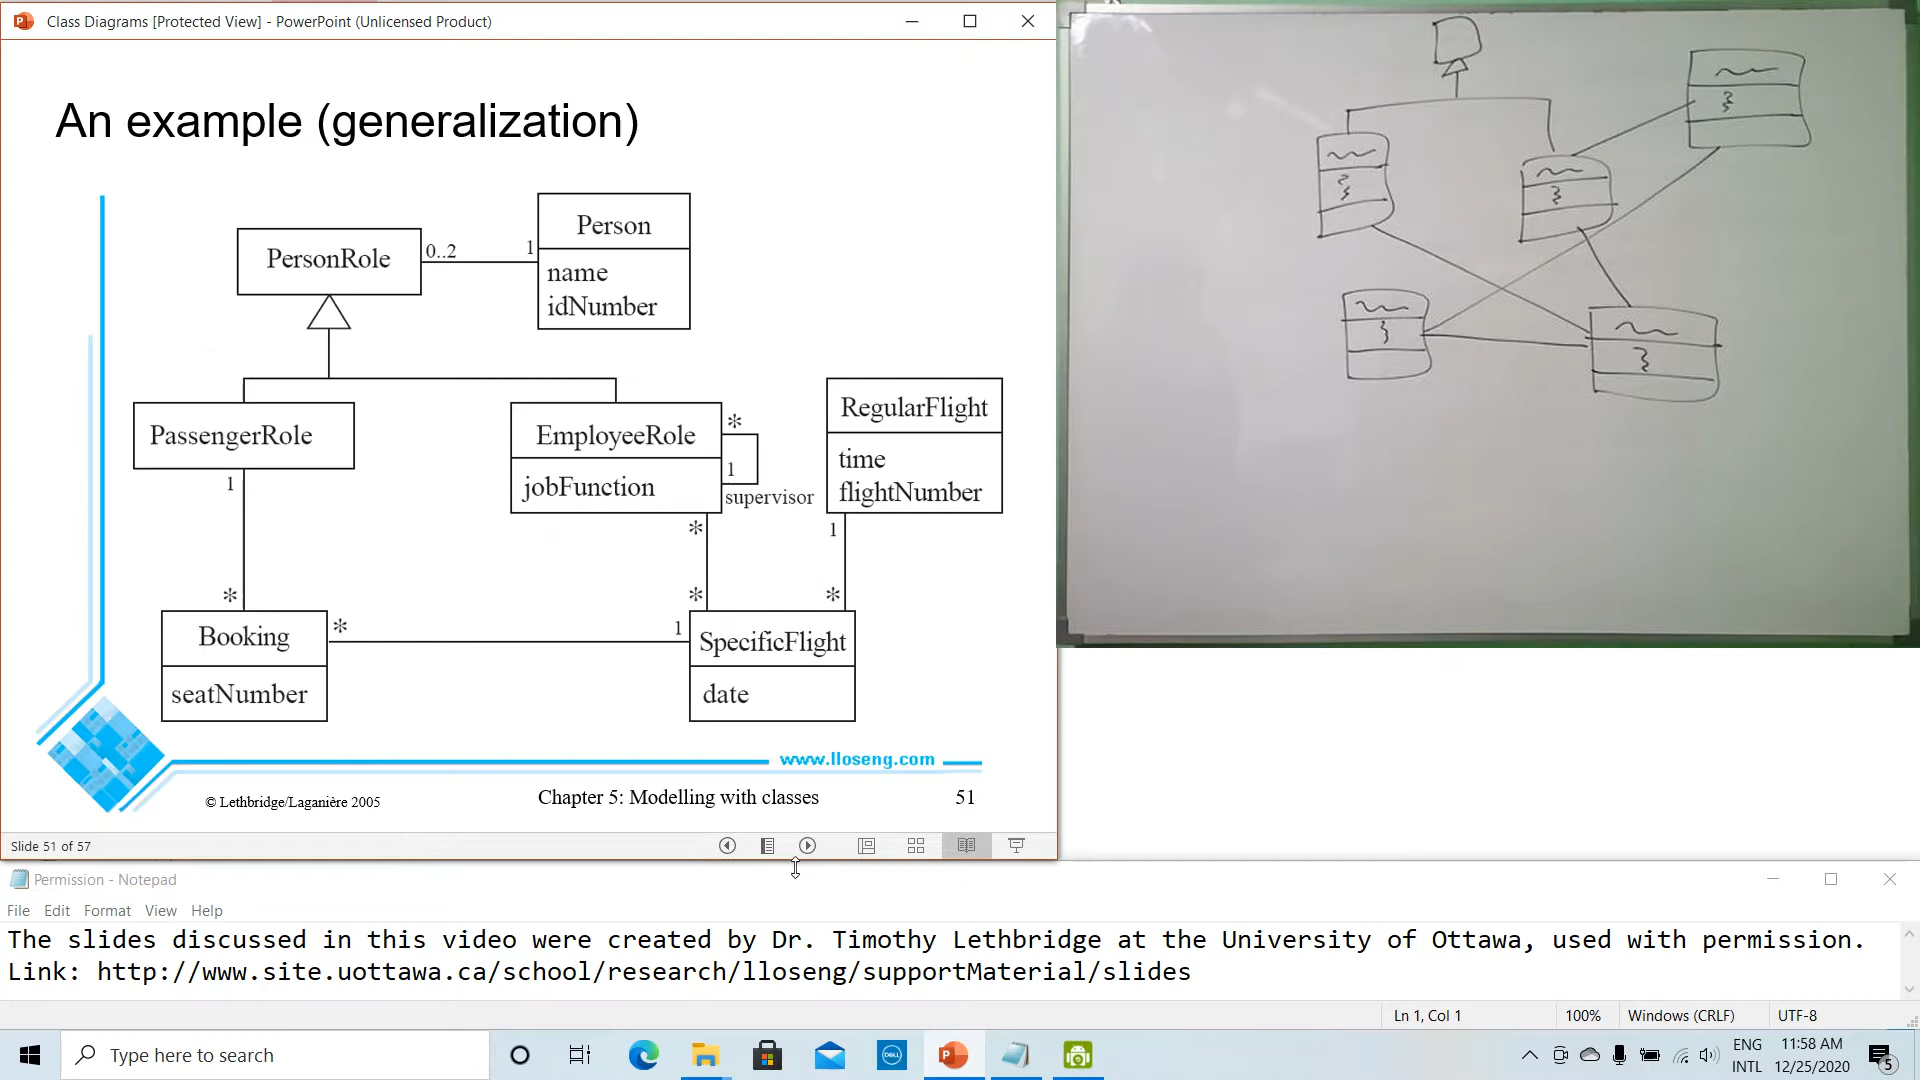 Class Diagrams [Protected View] - PowerPoint (Unlicensed Product)
An example (generalization)
PersonRole
0..2
1
Person
name
idNumber
PassengerRole
1
EmployeeRole
jobFunction
*
1
supervisor
RegularFlight
time
flightNumber
*
1
*
*
*
Booking
seatNumber
*
1
SpecificFlight
date
www.lloseng.com
© Lethbridge/Laganière 2005
Chapter 5: Modelling with classes
51
Slide 51 of 57
Permission - Notepad
File Edit Format View Help
The slides discussed in this video were created by Dr. Timothy Lethbridge at the University of Ottawa, used with permission.
Link: http://www.site.uottawa.ca/school/research/lloseng/supportMaterial/slides
Ln 1, Col 1
100%
Windows (CRLF)
UTF-8
Type here to search
DELL
ENG
INTL
11:58 AM
12/25/2020
5